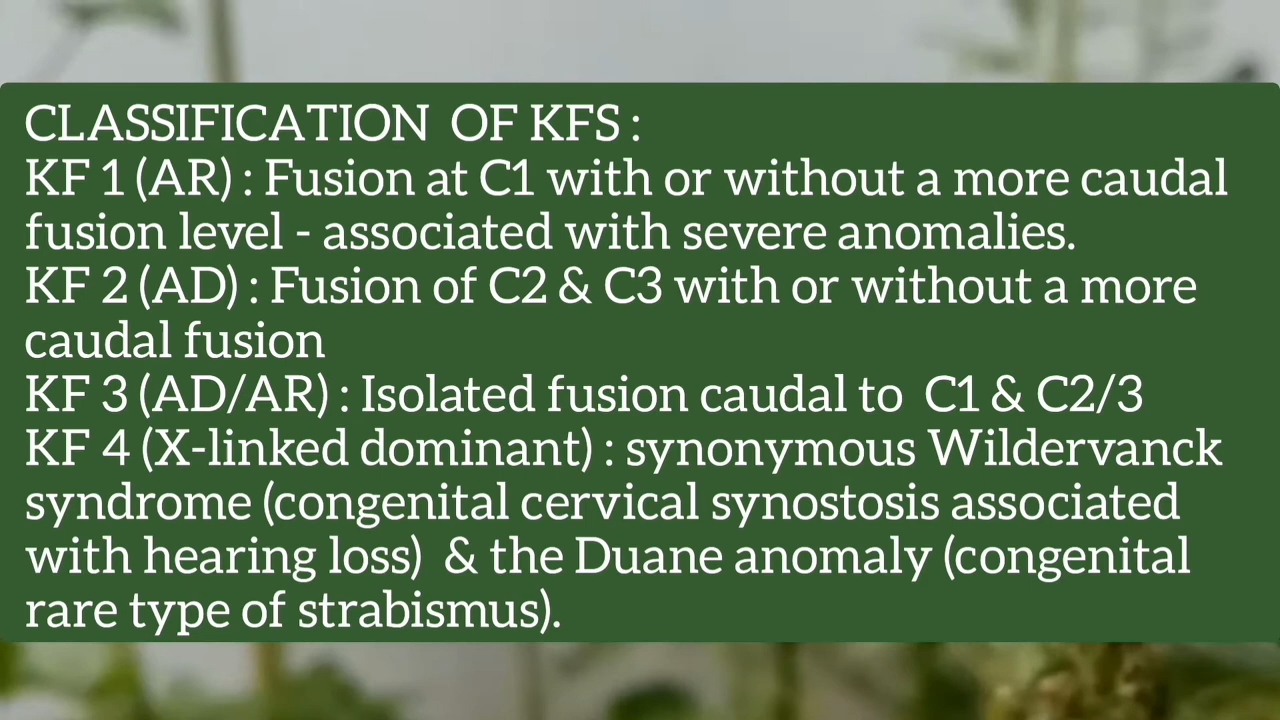 CLASSIFICATION OF KFS :
KF 1 (AR) : Fusion at C1 with or without a more caudal
fusion level - associated with severe anomalies.
KF 2 (AD) : Fusion of C2 & C3 with or without a more
caudal fusion
KF 3 (AD/AR) : Isolated fusion caudal to C1 & C2/3
KF 4 (X-linked dominant) : synonymous Wildervanck
syndrome (congenital cervical synostosis associated
with hearing loss) & the Duane anomaly (congenital
rare type of strabismus).